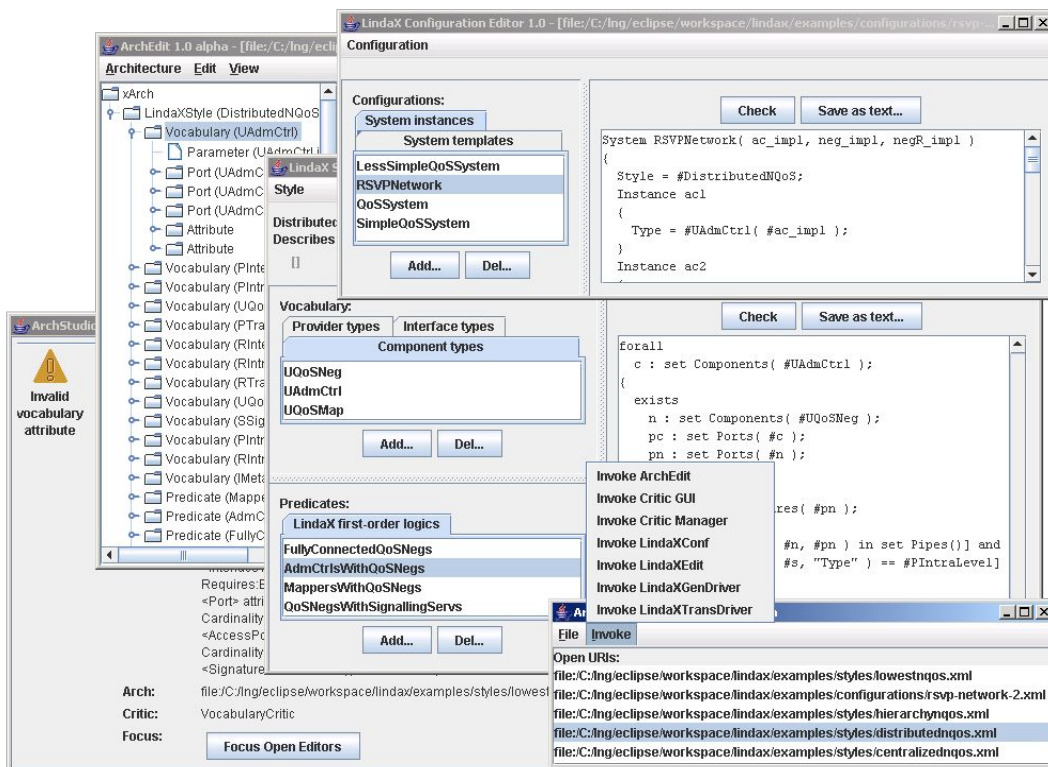 LindaX Configuration Editor 1.0 - [file:/C:/lng/eclipse/workspace/lindax/examples/configurations/rsvp-...
Configuration
Configurations:
System instances
System templates
LessSimpleQoSSystem
RSVPNetwork
QoSSystem
SimpleQoSSystem
Add...
Del...
Check
Save as text...
System RSVPNetwork( ac_impl, neg_impl, negR_impl )
{
Style = #DistributedNQoS;
Instance ac1
{
Type = #UAdmCtrl( #ac_impl );
}
Instance ac2
ArchEdit 1.0 alpha - [file:/C:/lng/ecli
Architecture Edit View
xArch
LindaXStyle (DistributedNQoS
Vocabulary (UAdmCtrl)
Parameter (UAdmCtrl
Port (UAdmC
Port (UAdmC
Port (UAdmC
Attribute
Attribute
Vocabulary (PInte
Vocabulary (PIntr
Vocabulary (UQo
Vocabulary (PTra
Vocabulary (RInte
Vocabulary (RIntr
Vocabulary (RTra
Vocabulary (UQo
Vocabulary (SSig
Vocabulary (PIntr
Vocabulary (RIntr
Vocabulary (IMeta
Predicate (Mappe
Predicate (AdmC
Predicate (FullyC
LindaX S
Style
Distributed
Describes
[]
Vocabulary:
Provider types
Interface types
Component types
UQoSNeg
UAdmCtrl
UQoSMap
Add...
Del...
Predicates:
LindaX first-order logics
FullyConnectedQoSNegs
AdmCtrlsWithQoSNegs
MappersWithQoSNegs
QoSNegsWithSignallingServs
Add...
Del...
Check
Save as text...
forall
c : set Components( #UAdmCtrl );
{
exists
n : set Components( #UQoSNeg );
pc : set Ports( #c );
pn : set Ports( #n );
res( #pn );
#n, #pn ) in set Pipes()] and
#s, "Type" ) == #PIntraLevel]
Invoke ArchEdit
Invoke Critic GUI
Invoke Critic Manager
Invoke LindaXConf
Invoke LindaXEdit
Invoke LindaXGenDriver
Invoke LindaXTransDriver
File Invoke
Open URIs:
file:/C:/lng/eclipse/workspace/lindax/examples/styles/lowestnqos.xml
file:/C:/lng/eclipse/workspace/lindax/examples/configurations/rsvp-network-2.xml
file:/C:/lng/eclipse/workspace/lindax/examples/styles/hierarchynqos.xml
file:/C:/lng/eclipse/workspace/lindax/examples/styles/distributednqos.xml
file:/C:/lng/eclipse/workspace/lindax/examples/styles/centralizednqos.xml
ArchStudio
Invalid
vocabulary
attribute
Requires:E
<Port> attri
Cardinality
<AccessPo
Cardinality
<Signature
Arch:
file:/C:/lng/eclipse/workspace/lindax/examples/styles/lowest
Critic:
VocabularyCritic
Focus:
Focus Open Editors